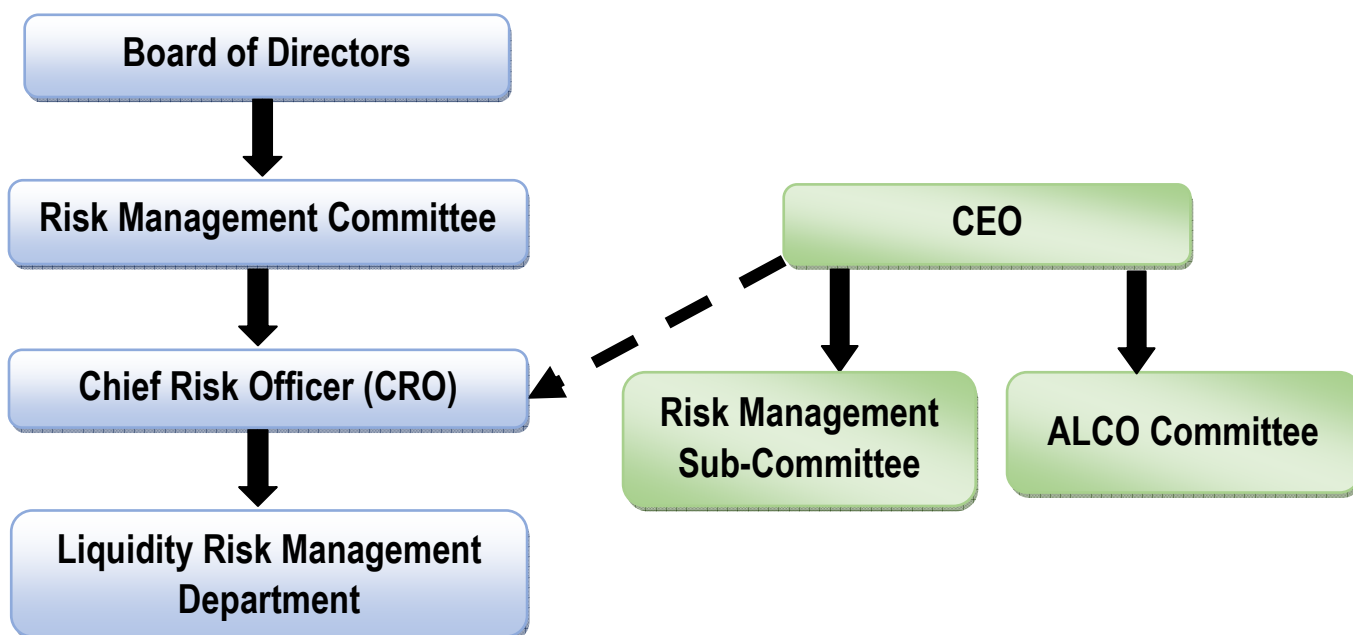 Board of Directors
Risk Management Committee
CEO
Chief Risk Officer (CRO)
Risk Management
Sub-Committee
ALCO Committee
Liquidity Risk Management
Department